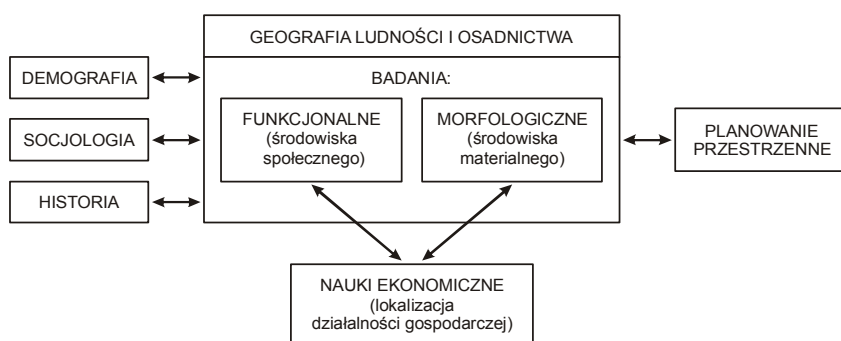 GEOGRAFIA LUDNOŚCI I OSADNICTWA
BADANIA:
DEMOGRAFIA
SOCJOLOGIA
HISTORIA
FUNKCJONALNE
(środowiska
społecznego)
MORFOLOGICZNE
(środowiska
materialnego)
PLANOWANIE
PRZESTRZENNE
NAUKI EKONOMICZNE
(lokalizacja
działalności gospodarczej)